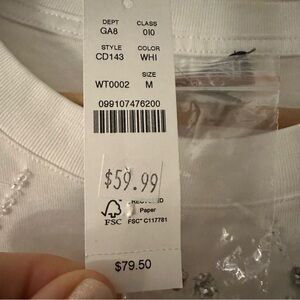 DEPT CLASS
GA8 010
STYLE COLOR
CD143 WHI
SIZE
WT0002 M
099107476200
$59.99
RECYCLED
Paper
FSC FSC® C117781
$79.50